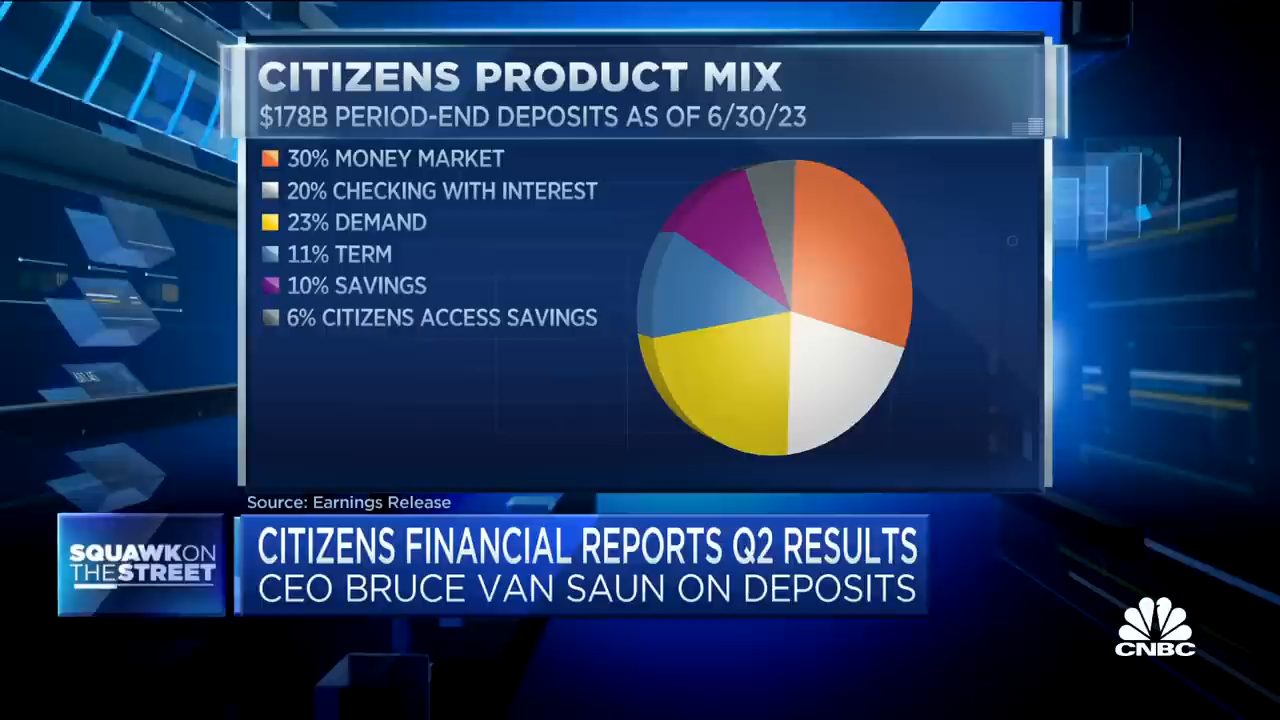 CITIZENS PRODUCT MIX
$178B PERIOD-END DEPOSITS AS OF 6/30/23
30% MONEY MARKET
20% CHECKING WITH INTEREST
23% DEMAND
11% TERM
10% SAVINGS
6% CITIZENS ACCESS SAVINGS
Source: Earnings Release
SQUAWK ON
THE STREET
CITIZENS FINANCIAL REPORTS Q2 RESULTS
CEO BRUCE VAN SAUN ON DEPOSITS
CNBC